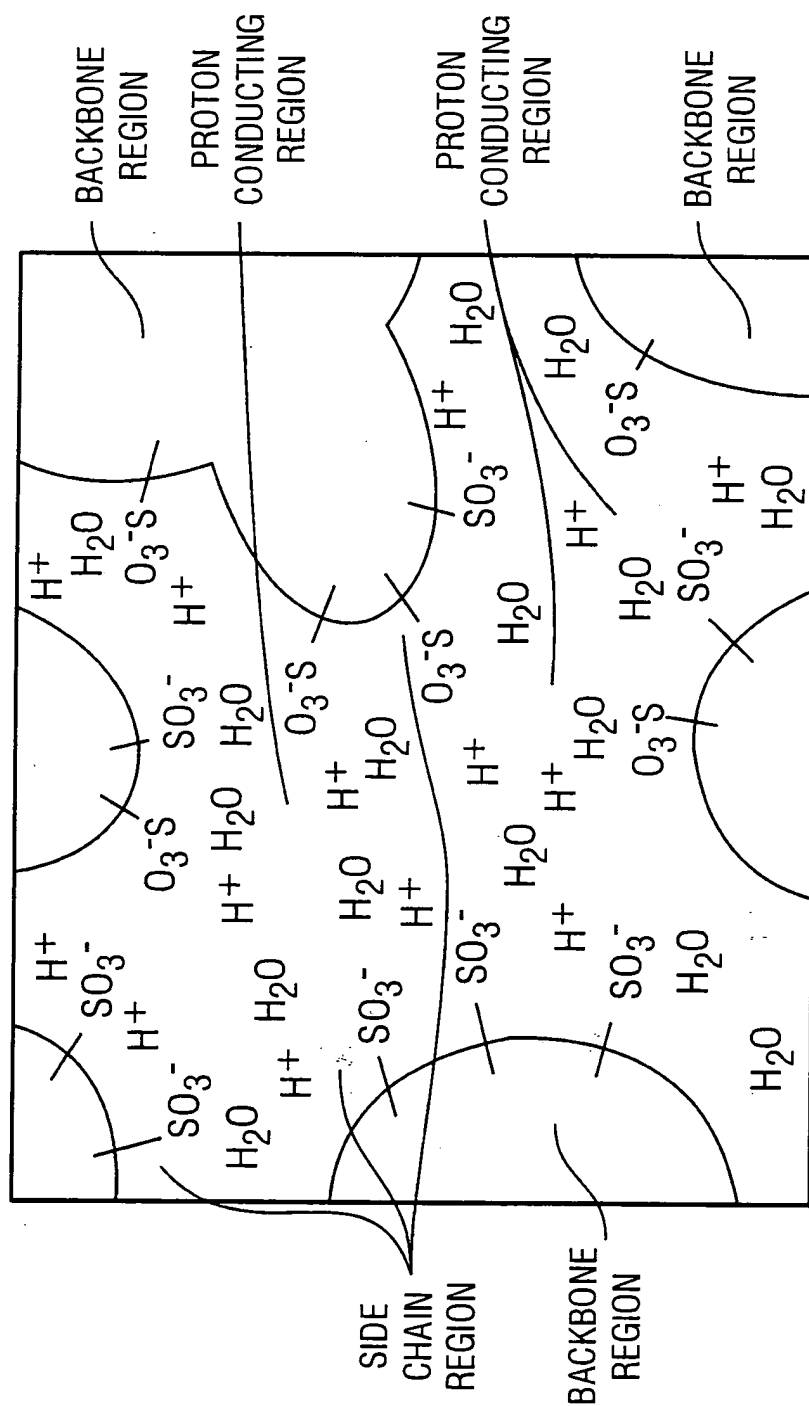 BACKBONE
REGION
PROTON
CONDUCTING
REGION
PROTON
CONDUCTING
REGION
BACKBONE
REGION
SIDE
CHAIN
REGION
BACKBONE
REGION
H+
H+
H2O
SO3-
H+
O3-S
SO3-
O3-S
SO3-
H+
H2O
H+
H2O
H2O
H2O
H+
O3-S
H2O
H+
H2O
SO3-
H+
O3-S
H+
H2O
SO3-
H+
SO3-
H2O
H2O
H+
H+
H+
H2O
H2O
SO3-
O3-S
H2O
O3-S
H2O
SO3-
H+
H2O
H2O